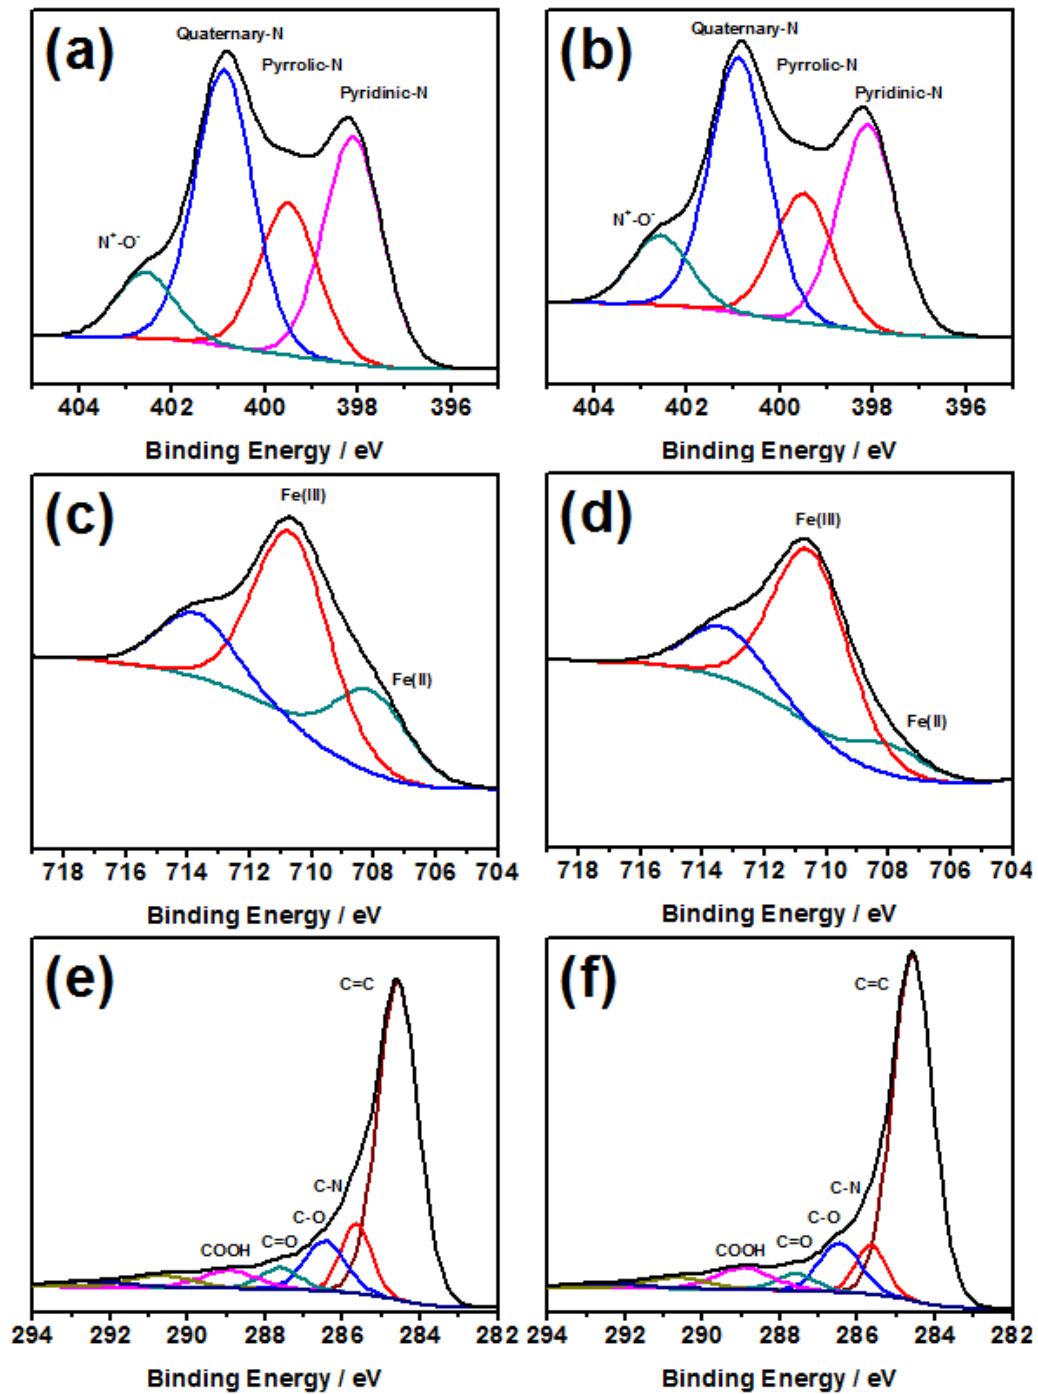 (a)
Quaternary-N
Pyrrolic-N
Pyridinic-N
N⁺-O⁻
404 402 400 398 396
Binding Energy / eV
(b)
Quaternary-N
Pyrrolic-N
Pyridinic-N
N⁺-O⁻
404 402 400 398 396
Binding Energy / eV
(c)
Fe(III)
Fe(II)
718 716 714 712 710 708 706 704
Binding Energy / eV
(d)
Fe(III)
Fe(II)
718 716 714 712 710 708 706 704
Binding Energy / eV
(e)
C=C
C-N
C-O
C=O
COOH
294 292 290 288 286 284 282
Binding Energy / eV
(f)
C=C
C-N
C-O
C=O
COOH
294 292 290 288 286 284 282
Binding Energy / eV